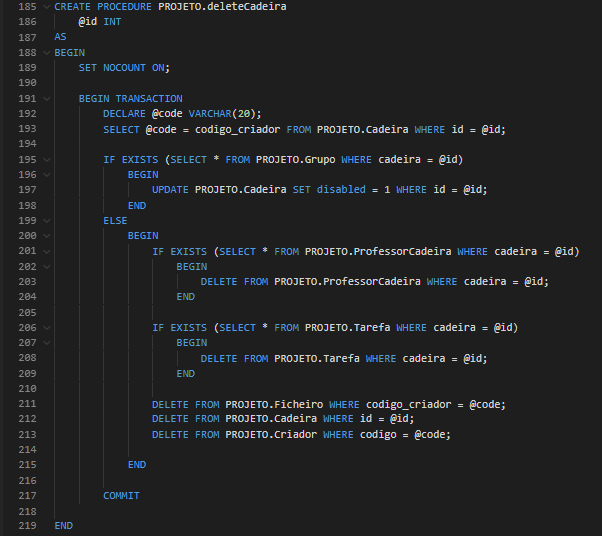 185 CREATE PROCEDURE PROJETO.deleteCadeira
186 @id INT
187 AS
188 BEGIN
189 SET NOCOUNT ON;
190
191 BEGIN TRANSACTION
192 DECLARE @code VARCHAR(20);
193 SELECT @code = codigo_criador FROM PROJETO.Cadeira WHERE id = @id;
194
195 IF EXISTS (SELECT * FROM PROJETO.Grupo WHERE cadeira = @id)
196 BEGIN
197 UPDATE PROJETO.Cadeira SET disabled = 1 WHERE id = @id;
198 END
199 ELSE
200 BEGIN
201 IF EXISTS (SELECT * FROM PROJETO.ProfessorCadeira WHERE cadeira = @id)
202 BEGIN
203 DELETE FROM PROJETO.ProfessorCadeira WHERE cadeira = @id;
204 END
205
206 IF EXISTS (SELECT * FROM PROJETO.Tarefa WHERE cadeira = @id)
207 BEGIN
208 DELETE FROM PROJETO.Tarefa WHERE cadeira = @id;
209 END
210
211 DELETE FROM PROJETO.Ficheiro WHERE codigo_criador = @code;
212 DELETE FROM PROJETO.Cadeira WHERE id = @id;
213 DELETE FROM PROJETO.Criador WHERE codigo = @code;
214
215 END
216
217 COMMIT
218
219 END